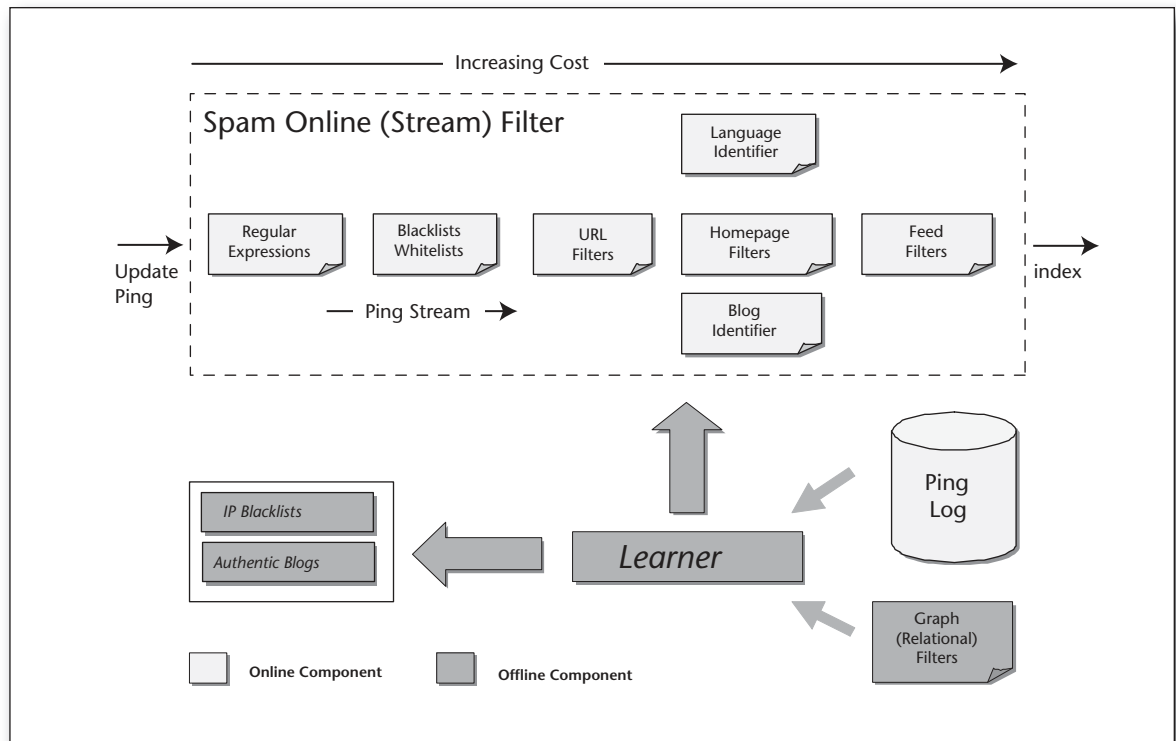 Increasing Cost
Spam Online (Stream) Filter
Language
Identifier
Regular
Expressions
Blacklists
Whitelists
URL
Filters
Homepage
Filters
Feed
Filters
Update
Ping
index
Ping Stream
Blog
Identifier
Ping
Log
IP Blacklists
Authentic Blogs
Learner
Graph
(Relational)
Filters
Online Component
Offline Component